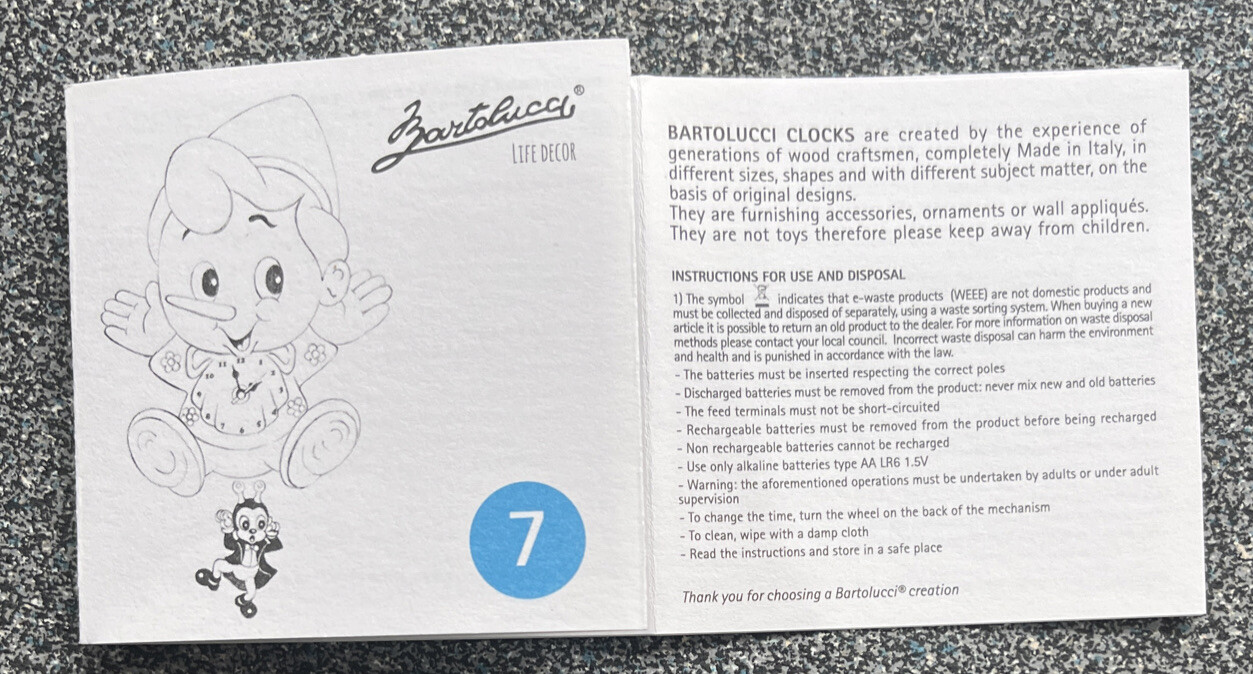 Bartolucci®
LIFE DECOR
11 12 1
10 2
3
8
7 6 5
7
BARTOLUCCI CLOCKS are created by the experience of
generations of wood craftsmen, completely Made in Italy, in
different sizes, shapes and with different subject matter, on the
basis of original designs.
They are furnishing accessories, ornaments or wall appliqués.
They are not toys therefore please keep away from children.
INSTRUCTIONS FOR USE AND DISPOSAL
1) The symbol indicates that e-waste products (WEEE) are not domestic products and
must be collected and disposed of separately, using a waste sorting system. When buying a new
article it is possible to return an old product to the dealer. For more information on waste disposal
methods please contact your local council. Incorrect waste disposal can harm the environment
and health and is punished in accordance with the law.
- The batteries must be inserted respecting the correct poles
- Discharged batteries must be removed from the product: never mix new and old batteries
- The feed terminals must not be short-circuited
- Rechargeable batteries must be removed from the product before being recharged
- Non rechargeable batteries cannot be recharged
- Use only alkaline batteries type AA LR6 1.5V
- Warning: the aforementioned operations must be undertaken by adults or under adult
supervision
- To change the time, turn the wheel on the back of the mechanism
- To clean, wipe with a damp cloth
- Read the instructions and store in a safe place
Thank you for choosing a Bartolucci® creation